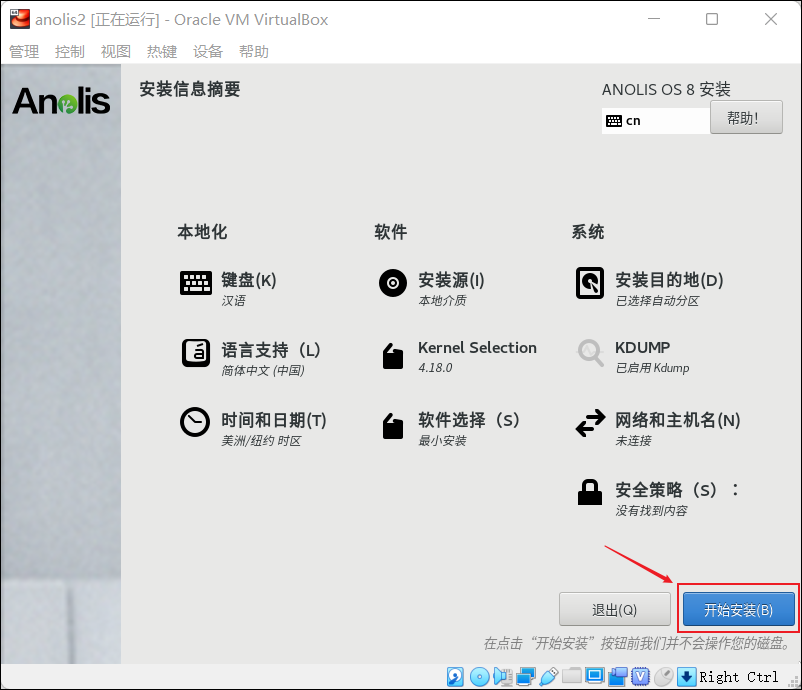 anolis2 [正在运行] - Oracle VM VirtualBox
管理 控制 视图 热键 设备 帮助
Anolis
安装信息摘要
ANOLIS OS 8 安装
cn
帮助!
本地化
键盘(K)
汉语
语言支持（L）
简体中文 (中国)
时间和日期(T)
美洲/纽约 时区
软件
安装源(I)
本地介质
Kernel Selection
4.18.0
软件选择（S）
最小安装
系统
安装目的地(D)
已选择自动分区
KDUMP
已启用 Kdump
网络和主机名(N)
未连接
安全策略（S）：
没有找到内容
退出(Q)
开始安装(B)
在点击“开始安装”按钮前我们并不会操作您的磁盘。
Right Ctrl